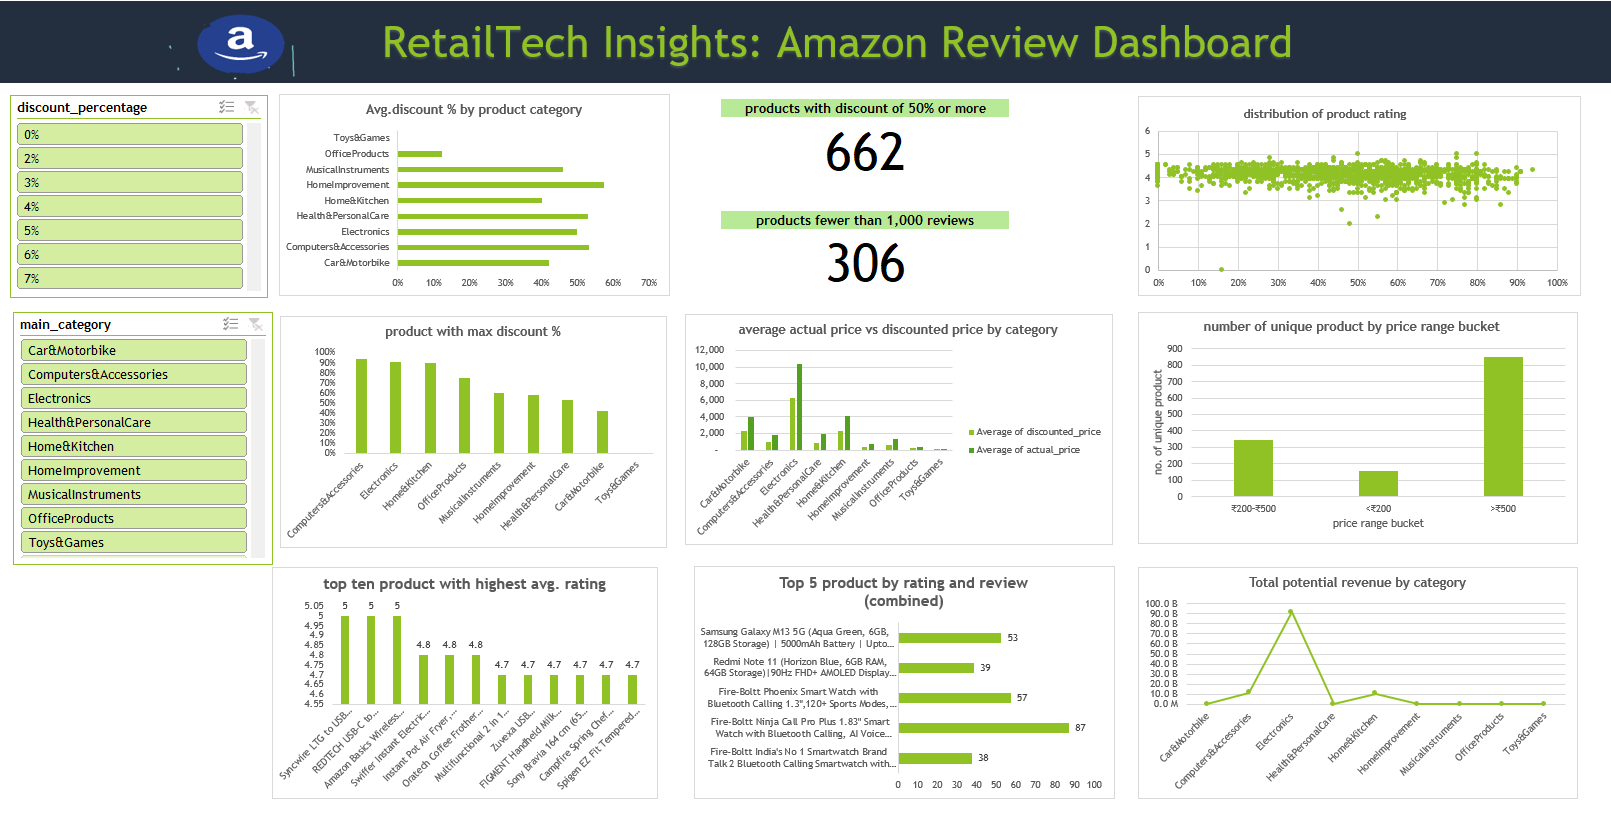 a
RetailTech Insights: Amazon Review Dashboard
discount_percentage
0%
2%
3%
4%
5%
6%
7%
Avg.discount % by product category
Toys&Games
OfficeProducts
MusicalInstruments
HomeImprovement
Home&Kitchen
Health&PersonalCare
Electronics
Computers&Accessories
Car&Motorbike
0% 10% 20% 30% 40% 50% 60% 70%
products with discount of 50% or more
662
products fewer than 1,000 reviews
306
distribution of product rating
6
5
4
3
2
1
0
0% 10% 20% 30% 40% 50% 60% 70% 80% 90% 100%
main_category
Car&Motorbike
Computers&Accessories
Electronics
Health&PersonalCare
Home&Kitchen
HomeImprovement
MusicalInstruments
OfficeProducts
Toys&Games
product with max discount %
100%
90%
80%
70%
60%
50%
40%
30%
20%
10%
0%
Computers&Accessories
Electronics
Home&Kitchen
OfficeProducts
MusicalInstruments
HomeImprovement
Health&PersonalCare
Car&Motorbike
Toys&Games
average actual price vs discounted price by category
12,000
10,000
8,000
6,000
4,000
2,000
-
Car&Motorbike
Computers&Accessories
Electronics
Health&PersonalCare
Home&Kitchen
HomeImprovement
MusicalInstruments
OfficeProducts
Toys&Games
Average of discounted_price
Average of actual_price
number of unique product by price range bucket
no. of unique product
900
800
700
600
500
400
300
200
100
0
₹200-₹500 <₹200 >₹500
price range bucket
top ten product with highest avg. rating
5.05
5
4.95
4.9
4.85
4.8
4.75
4.7
4.65
4.6
4.55
5 5 5 4.8 4.8 4.8 4.7 4.7 4.7 4.7 4.7 4.7
Syncwire LTG to USB...
REDTECH USB-C to...
Amazon Basics Wireless...
Swiffer Instant Electric...
Instant Pot Air Fryer,...
Oratech Coffee Frother...
Multifunctional 2 in 1...
Zuvexa USB...
FIGMENT Handheld Milk...
Sony Bravia 164 cm (65...
Campfire Spring Chef...
Spigen EZ Fit Tempered...
Top 5 product by rating and review
(combined)
Samsung Galaxy M13 5G (Aqua Green, 6GB,
128GB Storage) | 5000mAh Battery | Upto...
53
Redmi Note 11 (Horizon Blue, 6GB RAM,
64GB Storage)|90Hz FHD+ AMOLED Display...
39
Fire-Boltt Phoenix Smart Watch with
Bluetooth Calling 1.3",120+ Sports Modes,...
57
Fire-Boltt Ninja Call Pro Plus 1.83" Smart
Watch with Bluetooth Calling, AI Voice...
87
Fire-Boltt India's No 1 Smartwatch Brand
Talk 2 Bluetooth Calling Smartwatch with...
38
0 10 20 30 40 50 60 70 80 90 100
Total potential revenue by category
100.0 B
90.0 B
80.0 B
70.0 B
60.0 B
50.0 B
40.0 B
30.0 B
20.0 B
10.0 B
0.0 M
Car&Motorbike
Computers&Accessories
Electronics
Health&PersonalCare
Home&Kitchen
HomeImprovement
MusicalInstruments
OfficeProducts
Toys&Games